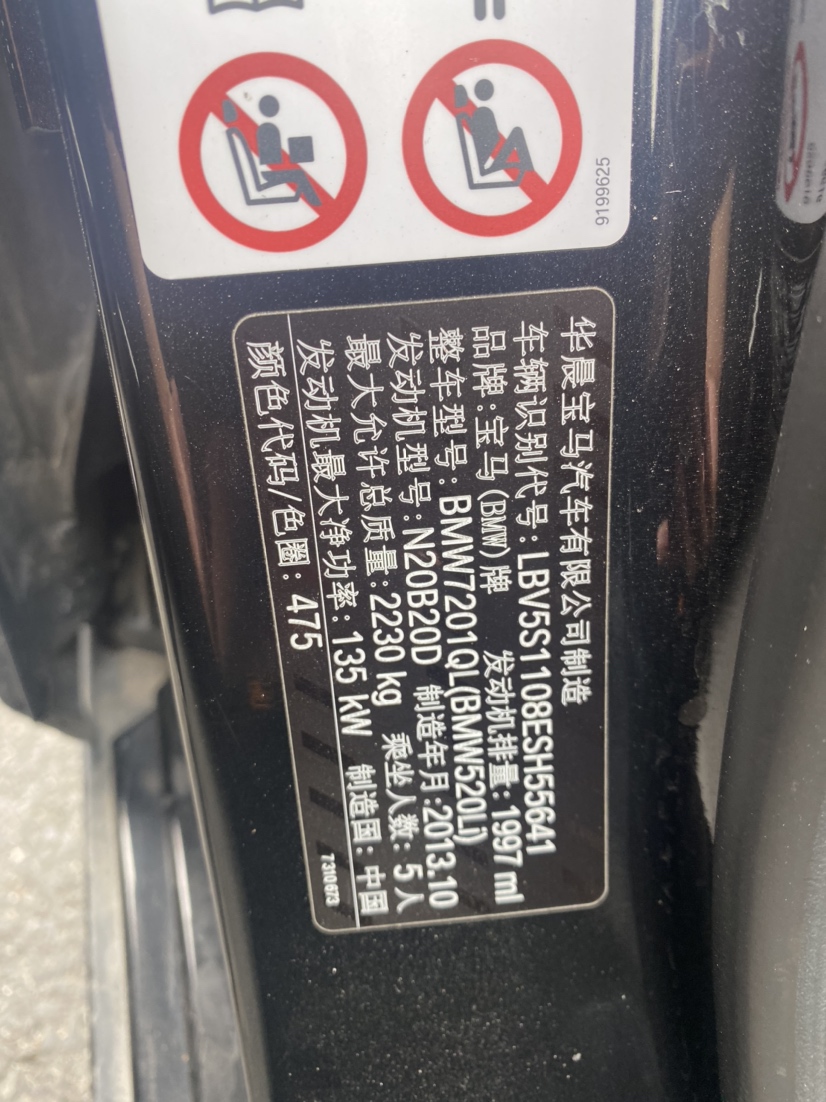 9199625
华晨宝马汽车有限公司制造
车辆识别代号:LBV5S1108ESH55641
品牌:宝马(BMW)牌 发动机排量:1997 ml
整车型号:BMW7201QL(BMW520Li)
发动机型号:N20B20D 制造年月:2013.10
最大允许总质量:2230 kg 乘坐人数:5人
发动机最大净功率:135 kW 制造国:中国
颜色代码/色圈:475
7310673